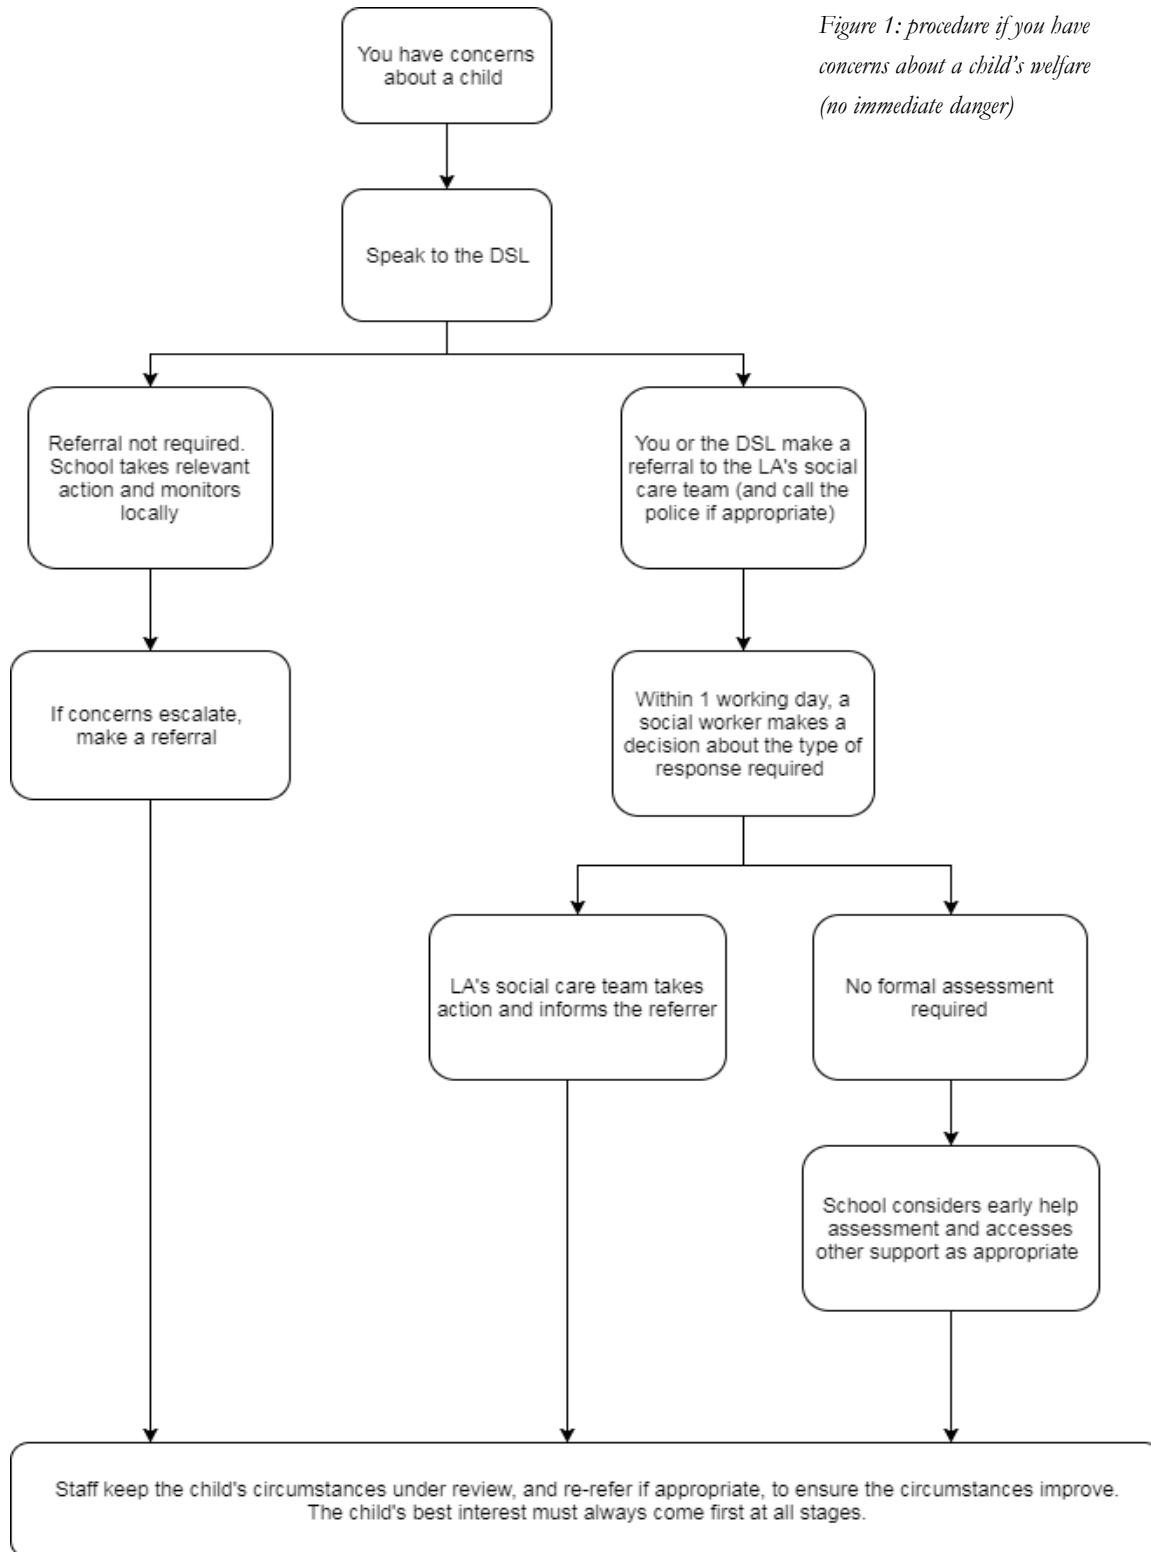 Figure 1: procedure if you have
concerns about a child's welfare
(no immediate danger)
You have concerns
about a child
Speak to the DSL
Referral not required.
School takes relevant
action and monitors
locally
You or the DSL make a
referral to the LA's social
care team (and call the
police if appropriate)
If concerns escalate,
make a referral
Within 1 working day, a
social worker makes a
decision about the type of
response required
LA's social care team takes
action and informs the referrer
No formal assessment
required
School considers early help
assessment and accesses
other support as appropriate
Staff keep the child's circumstances under review, and re-refer if appropriate, to ensure the circumstances improve.
The child's best interest must always come first at all stages.